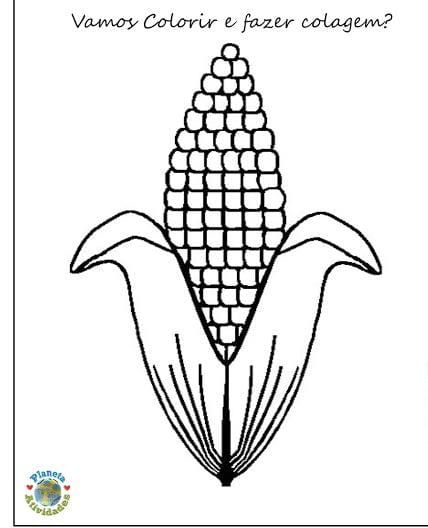 Vamos Colorir e fazer colagem?
Planeta
Atividades